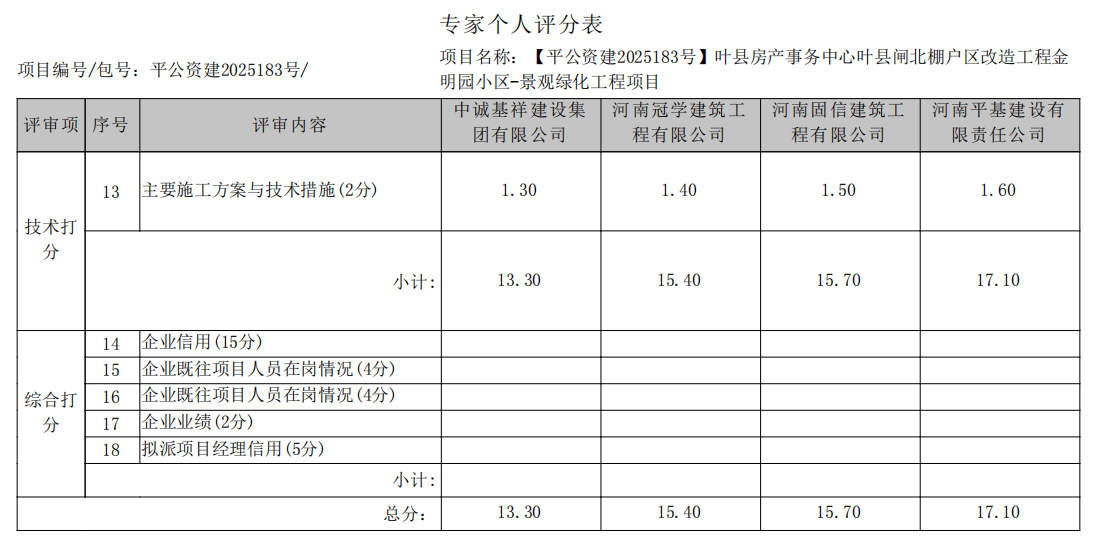 专家个人评分表
项目编号/包号：平公资建2025183号/
项目名称：【平公资建2025183号】叶县房产事务中心叶县闸北棚户区改造工程金
明园小区-景观绿化工程项目
评审项 序号 评审内容 中诚基祥建设集 河南冠学建筑工 河南固信建筑工 河南平基建设有
团有限公司 程有限公司 程有限公司 限责任公司
13 主要施工方案与技术措施(2分) 1.30 1.40 1.50 1.60
技术打
分
小计: 13.30 15.40 15.70 17.10
14 企业信用(15分)
15 企业既往项目人员在岗情况(4分)
综合打
分
16 企业既往项目人员在岗情况(4分)
17 企业业绩(2分)
18 拟派项目经理信用(5分)
小计:
总分： 13.30 15.40 15.70 17.10